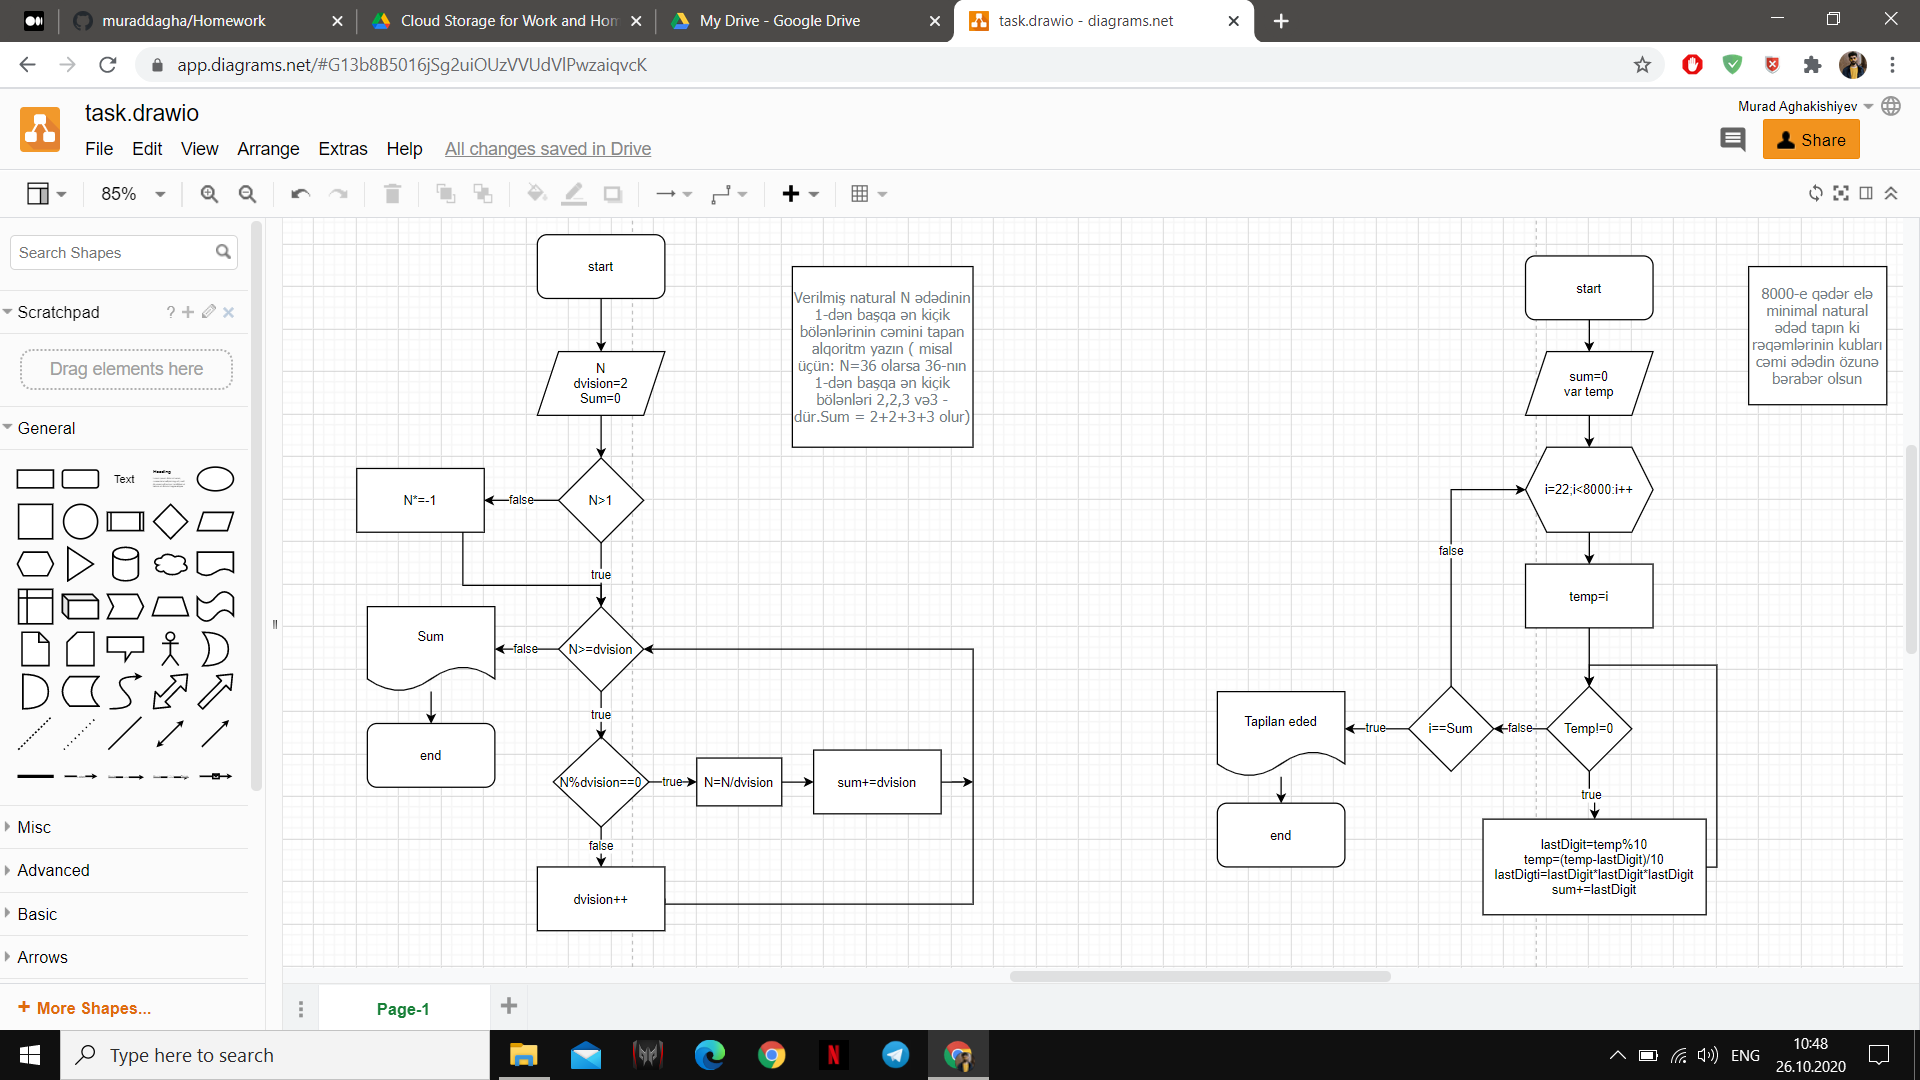 muraddagha/Homework
Cloud Storage for Work and Hom
My Drive - Google Drive
task.drawio - diagrams.net
app.diagrams.net/#G13b8B5016jSg2uiOUzVVUdVlPwzaiqvcK
task.drawio
Murad Aghakishiyev
File Edit View Arrange Extras Help All changes saved in Drive
Share
85%
Search Shapes
Scratchpad
?
Drag elements here
General
Text
Heading
Misc
Advanced
Basic
Arrows
+ More Shapes...
start
N
dvision=2
Sum=0
N>1
false
N*=-1
true
N>=dvision
false
Sum
end
true
N%dvision==0
true
N=N/dvision
sum+=dvision
false
dvision++
Verilmiş natural N ədədinin
1-dən başqa ən kiçik
bölənlərinin cəmini tapan
alqoritm yazın ( misal
üçün: N=36 olarsa 36-nın
1-dən başqa ən kiçik
bölənləri 2,2,3 və3 -
dür.Sum = 2+2+3+3 olur)
start
sum=0
var temp
i=22;i<8000:i++
false
temp=i
Temp!=0
false
i==Sum
true
Tapilan eded
end
true
lastDigit=temp%10
temp=(temp-lastDigit)/10
lastDigti=lastDigit*lastDigit*lastDigit
sum+=lastDigit
8000-e qədər elə
minimal natural
ədəd tapın ki
rəqəmlərinin kubları
cəmi ədədin özunə
bərabər olsun
Page-1
Type here to search
ENG
10:48
26.10.2020